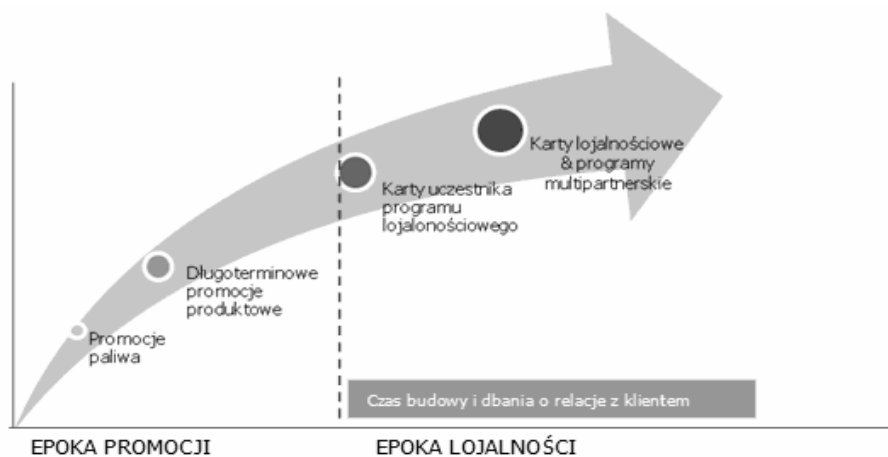 Karty lojalnościowe
& programy
multipartnerskie
Karty uczestnika
programu
lojalonościowego
Długoterminowe
promocje
produktowe
Promocje
paliwa
Czas budowy i dbania o relacje z klientem
EPOKA PROMOCJI
EPOKA LOJALNOŚCI